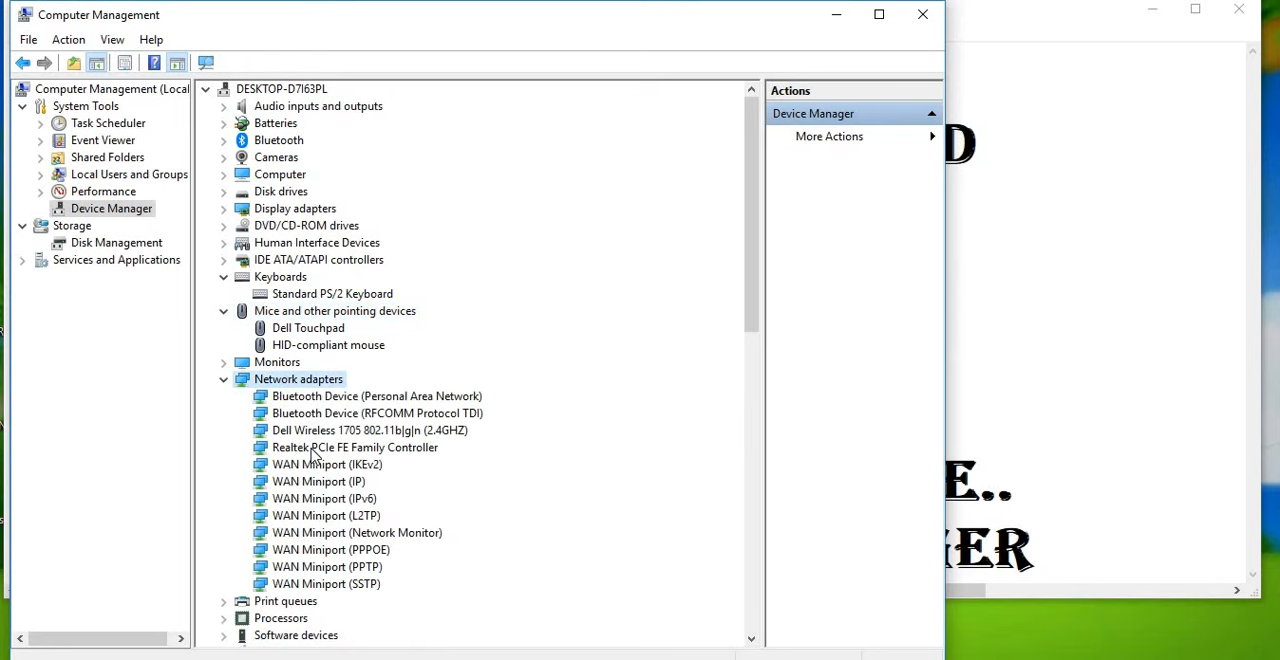 Computer Management
File Action View Help
Computer Management (Local
System Tools
Task Scheduler
Event Viewer
Shared Folders
Local Users and Groups
Performance
Device Manager
Storage
Disk Management
Services and Applications
DESKTOP-D7I63PL
Audio inputs and outputs
Batteries
Bluetooth
Cameras
Computer
Disk drives
Display adapters
DVD/CD-ROM drives
Human Interface Devices
IDE ATA/ATAPI controllers
Keyboards
Standard PS/2 Keyboard
Mice and other pointing devices
Dell Touchpad
HID-compliant mouse
Monitors
Network adapters
Bluetooth Device (Personal Area Network)
Bluetooth Device (RFCOMM Protocol TDI)
Dell Wireless 1705 802.11b|g|n (2.4GHZ)
Realtek PCIe FE Family Controller
WAN Miniport (IKEv2)
WAN Miniport (IP)
WAN Miniport (IPv6)
WAN Miniport (L2TP)
WAN Miniport (Network Monitor)
WAN Miniport (PPPOE)
WAN Miniport (PPTP)
WAN Miniport (SSTP)
Print queues
Processors
Software devices
Actions
Device Manager
More Actions
D
E..
GER